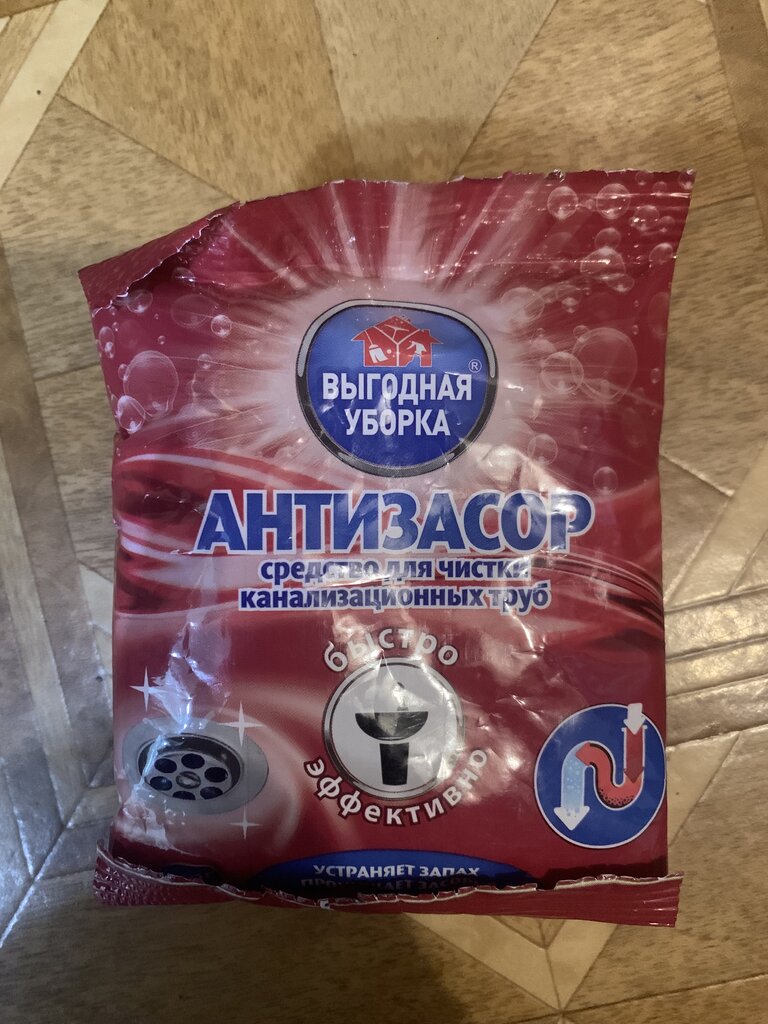 ВЫГОДНАЯ ®
УБОРКА
АНТИЗАСОР
средство для чистки
канализационных труб
быстро
эффективно
УСТРАНЯЕТ ЗАПАХ